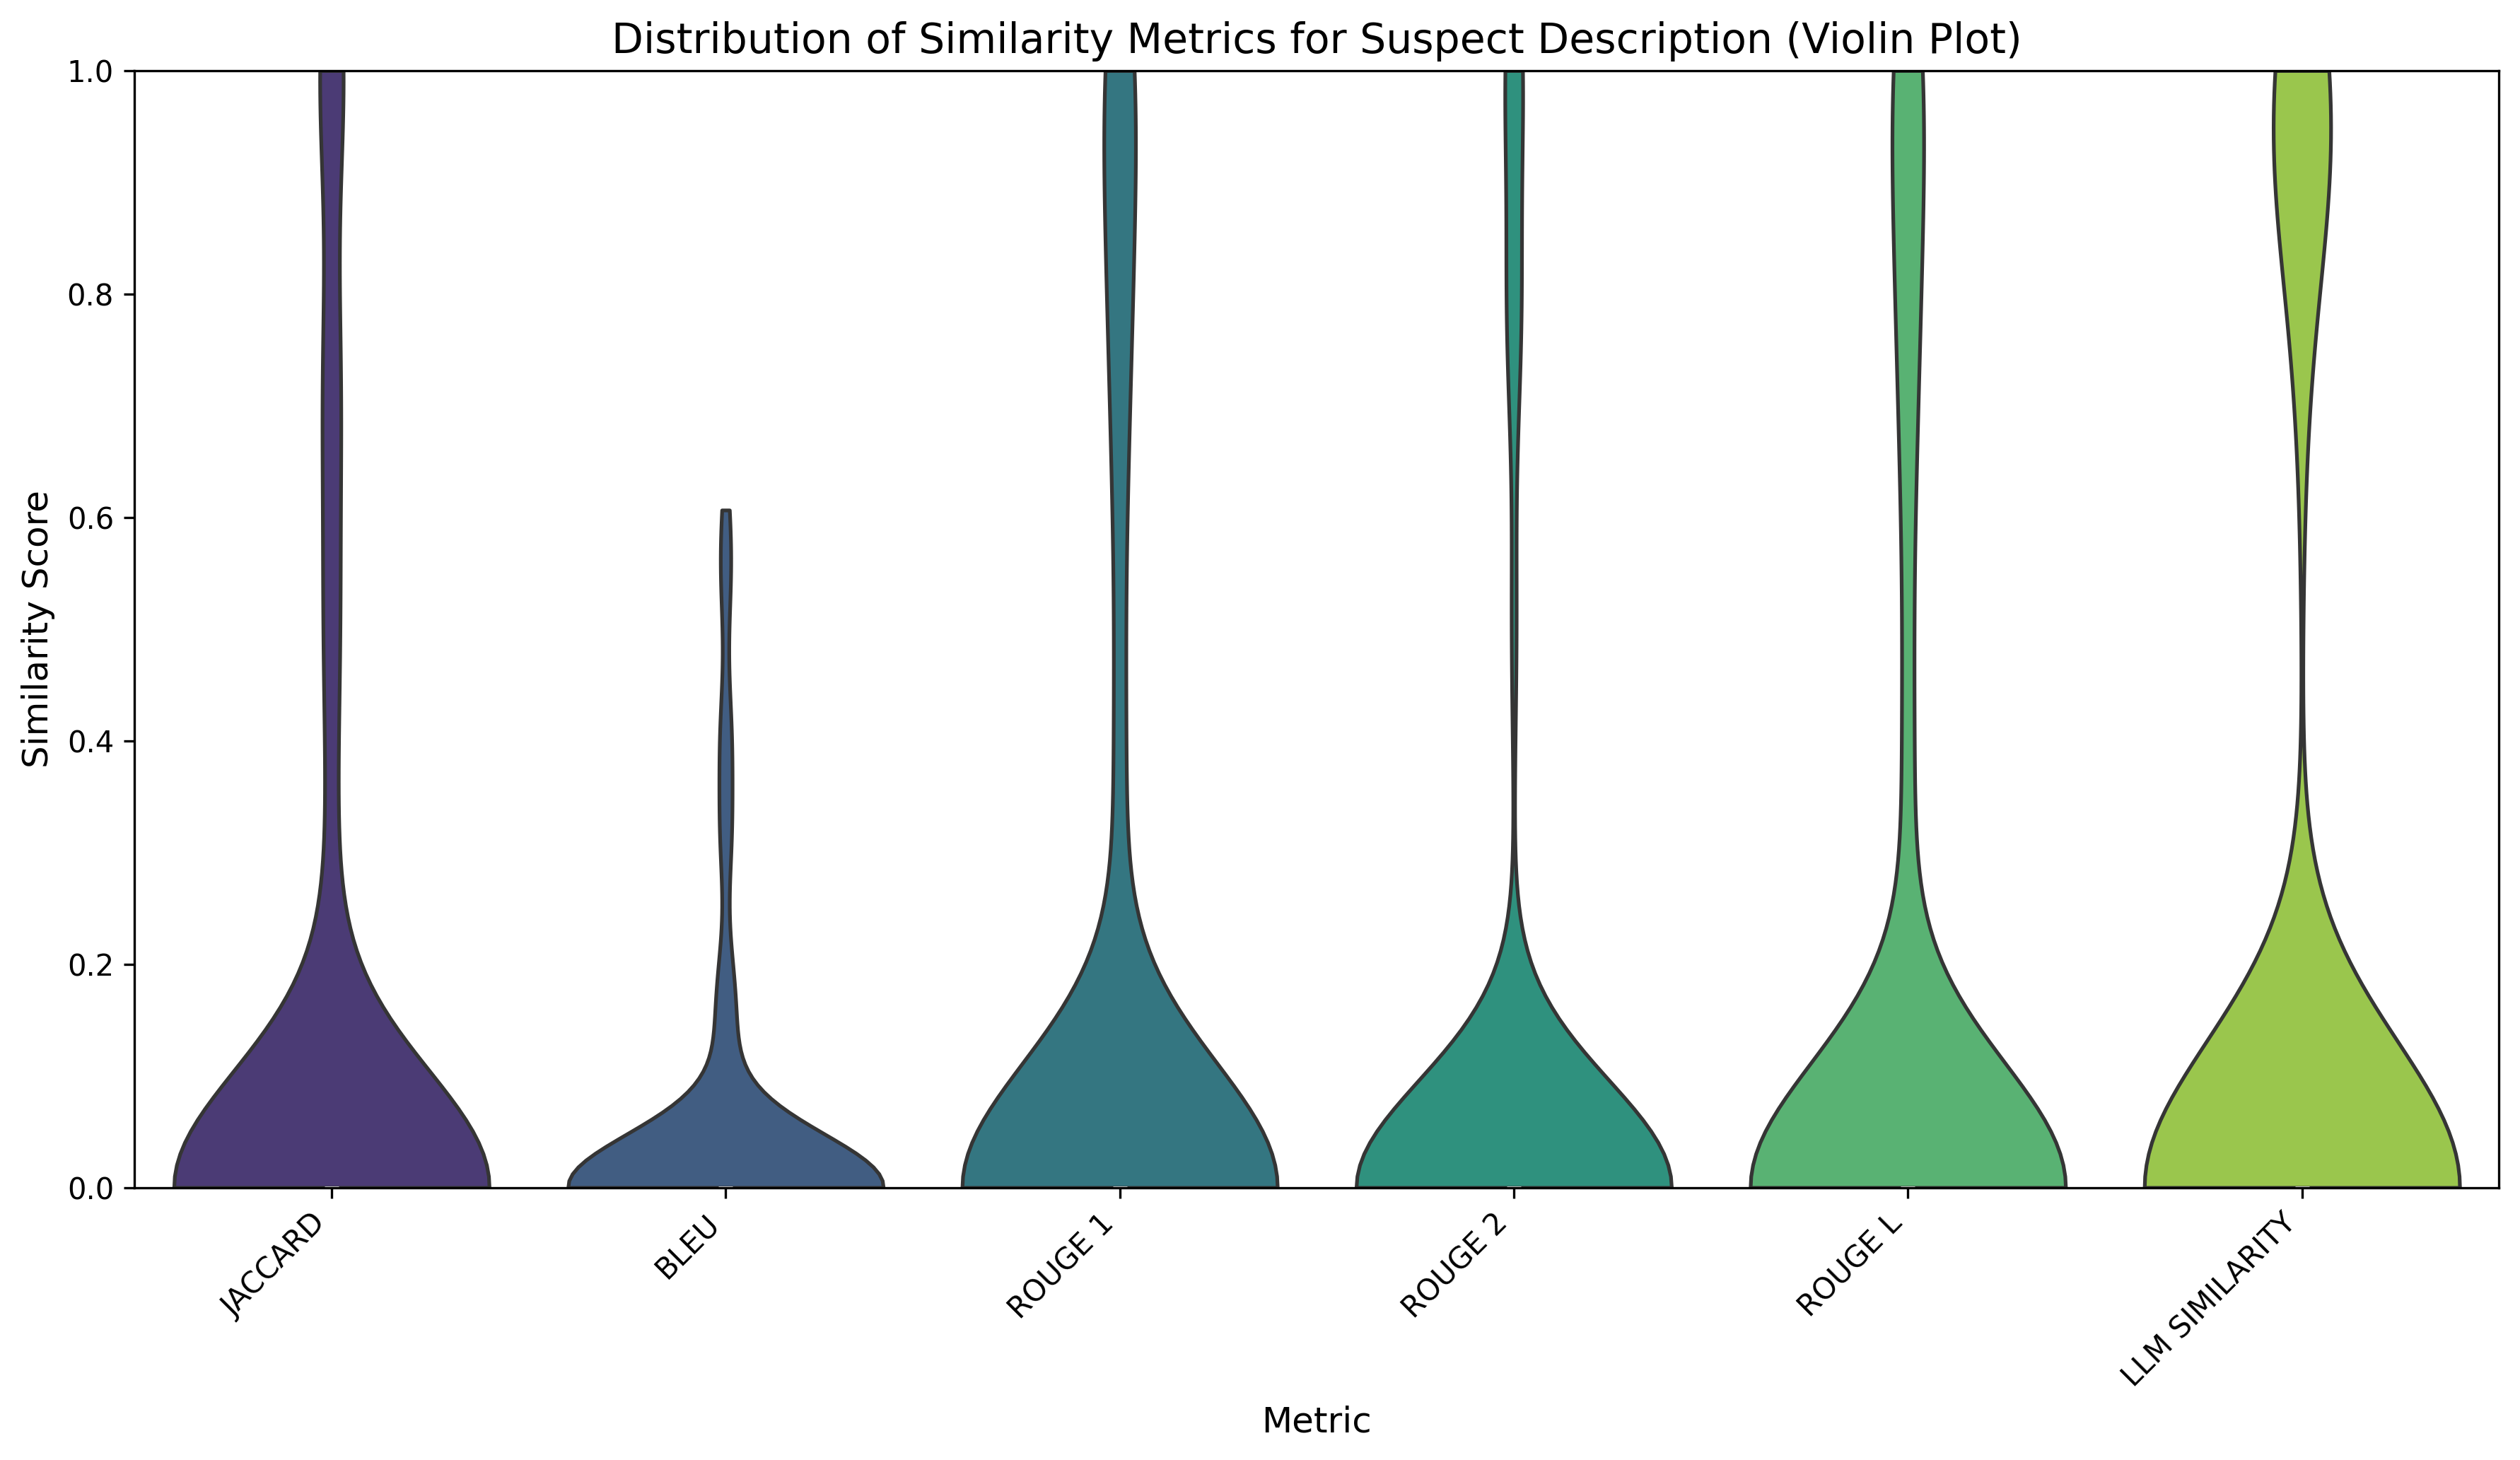 Distribution of Similarity Metrics for Suspect Description (Violin Plot)
1.0
0.8
0.6
0.4
0.2
0.0
Similarity Score
JACCARD
BLEU
ROUGE 1
ROUGE 2
ROUGE L
LLM SIMILARITY
Metric